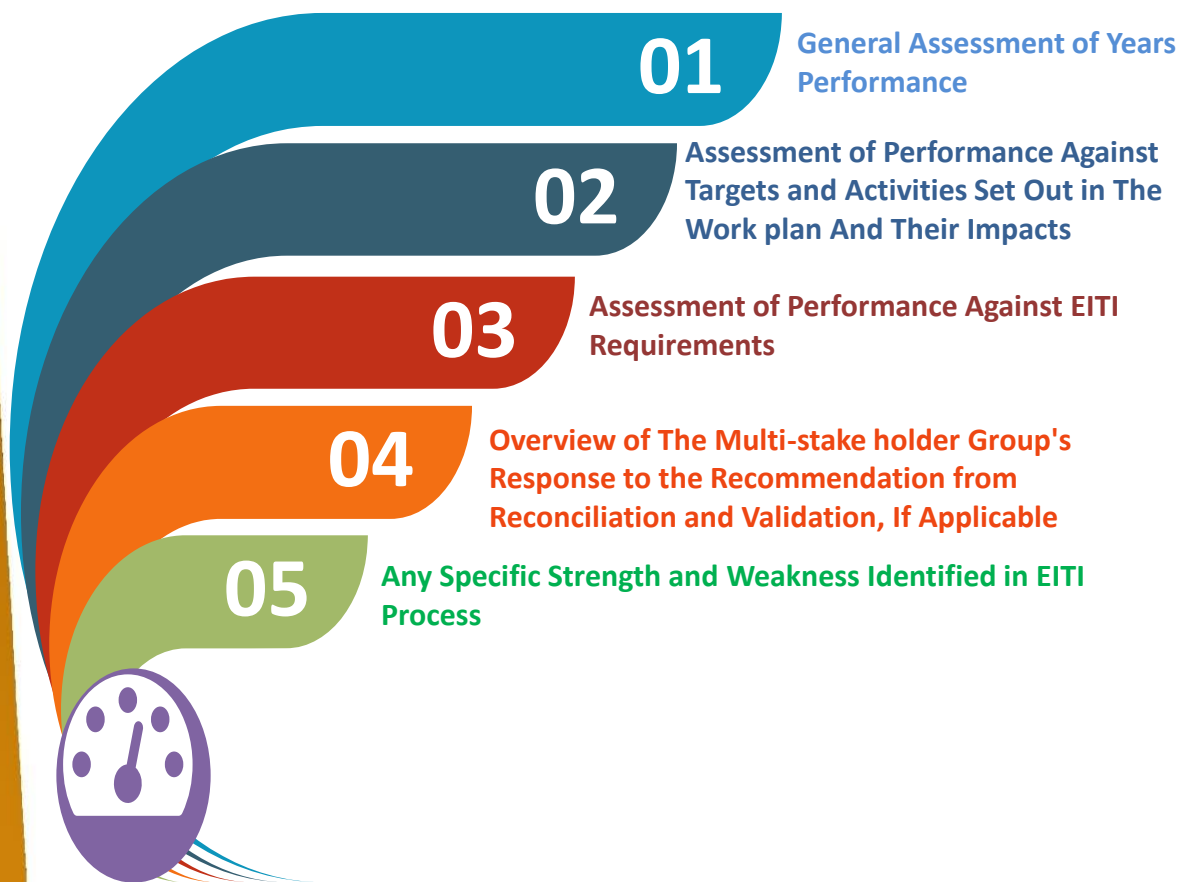 01
General Assessment of Years
Performance
02
Assessment of Performance Against
Targets and Activities Set Out in The
Work plan And Their Impacts
03
Assessment of Performance Against EITI
Requirements
04
Overview of The Multi-stake holder Group's
Response to the Recommendation from
Reconciliation and Validation, If Applicable
05
Any Specific Strength and Weakness Identified in EITI
Process